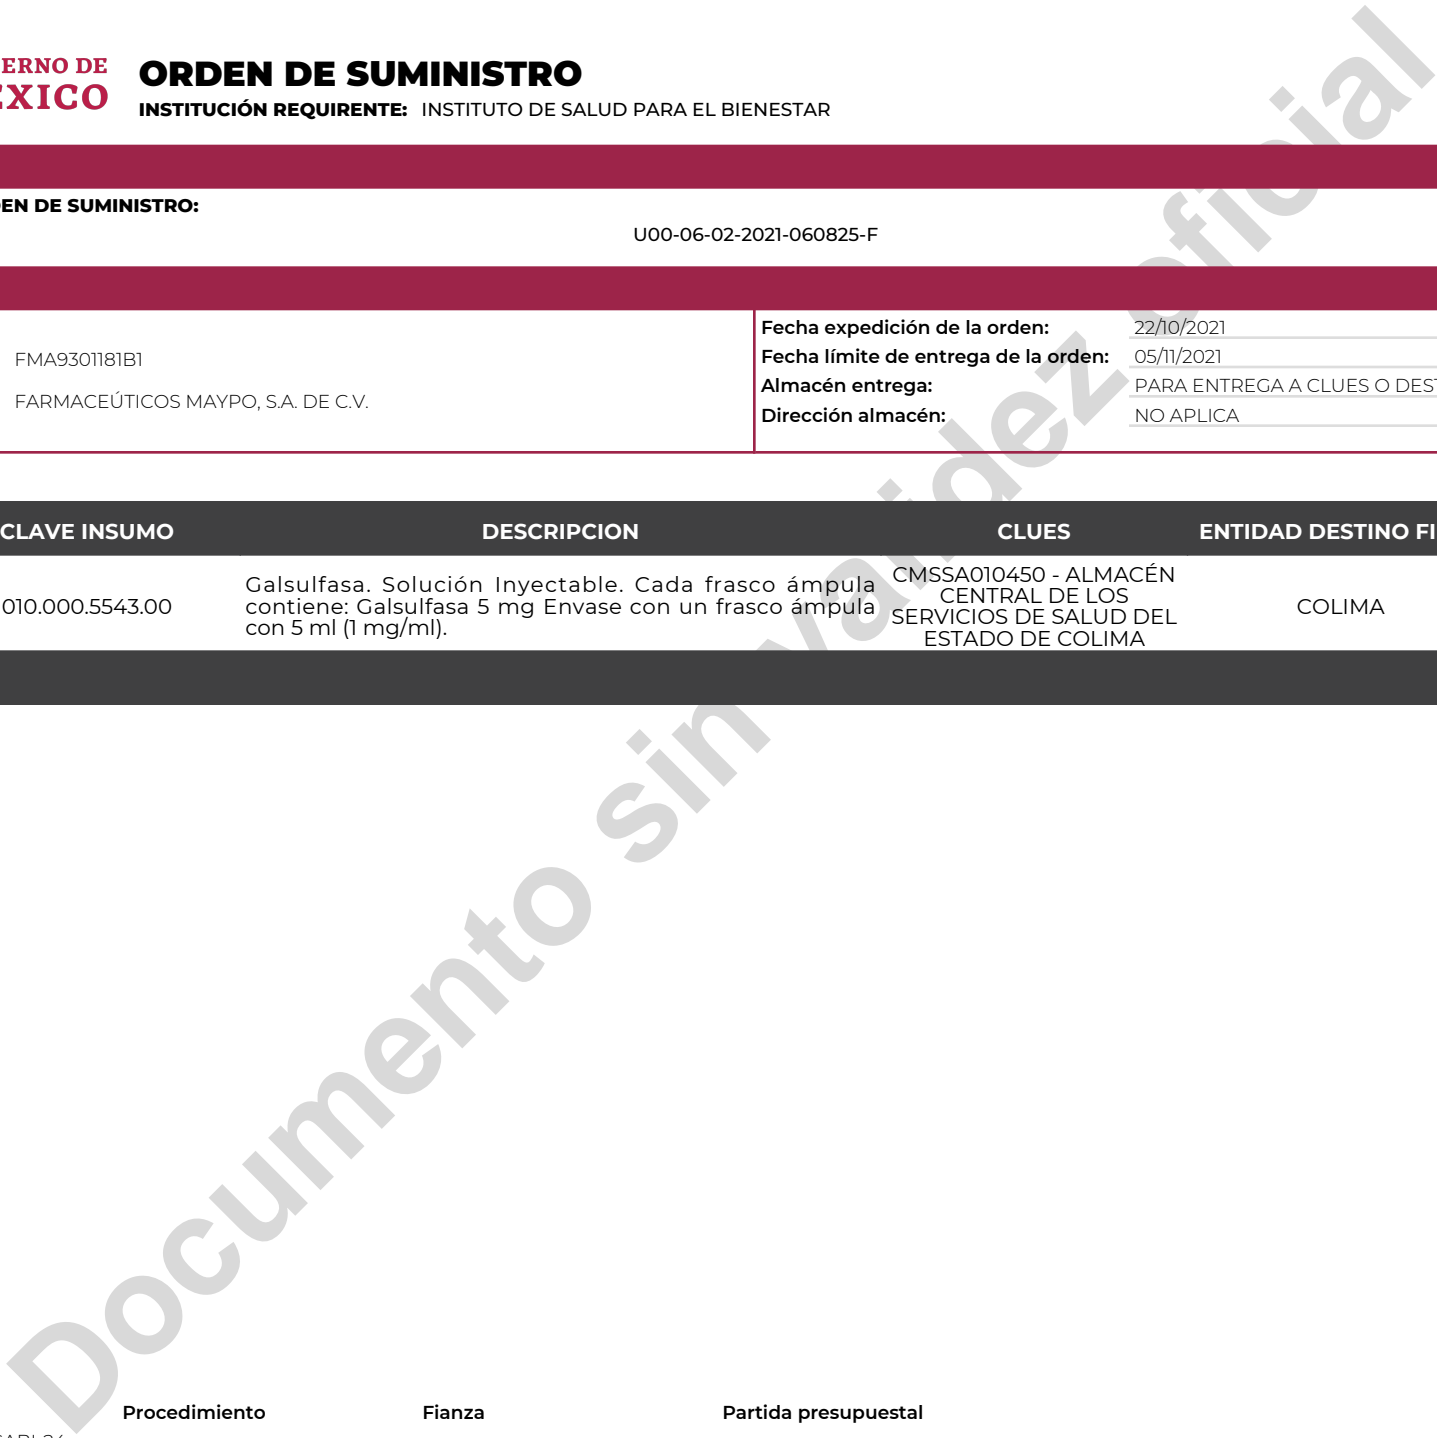 ERNO DE
EXICO
ORDEN DE SUMINISTRO
INSTITUCIÓN REQUIRENTE: INSTITUTO DE SALUD PARA EL BIENESTAR
EN DE SUMINISTRO:
U00-06-02-2021-060825-F
FMA9301181B1
FARMACEÚTICOS MAYPO, S.A. DE C.V.
Fecha expedición de la orden: 22/10/2021
Fecha límite de entrega de la orden: 05/11/2021
Almacén entrega: PARA ENTREGA A CLUES O DEST
Dirección almacén: NO APLICA
CLAVE INSUMO DESCRIPCION CLUES ENTIDAD DESTINO FI
010.000.5543.00
Galsulfasa. Solución Inyectable. Cada frasco ámpula
contiene: Galsulfasa 5 mg Envase con un frasco ámpula
con 5 ml (1 mg/ml).
CMSSA010450 - ALMACÉN
CENTRAL DE LOS
SERVICIOS DE SALUD DEL
ESTADO DE COLIMA
COLIMA
Documento sin validez oficial
Procedimiento Fianza Partida presupuestal